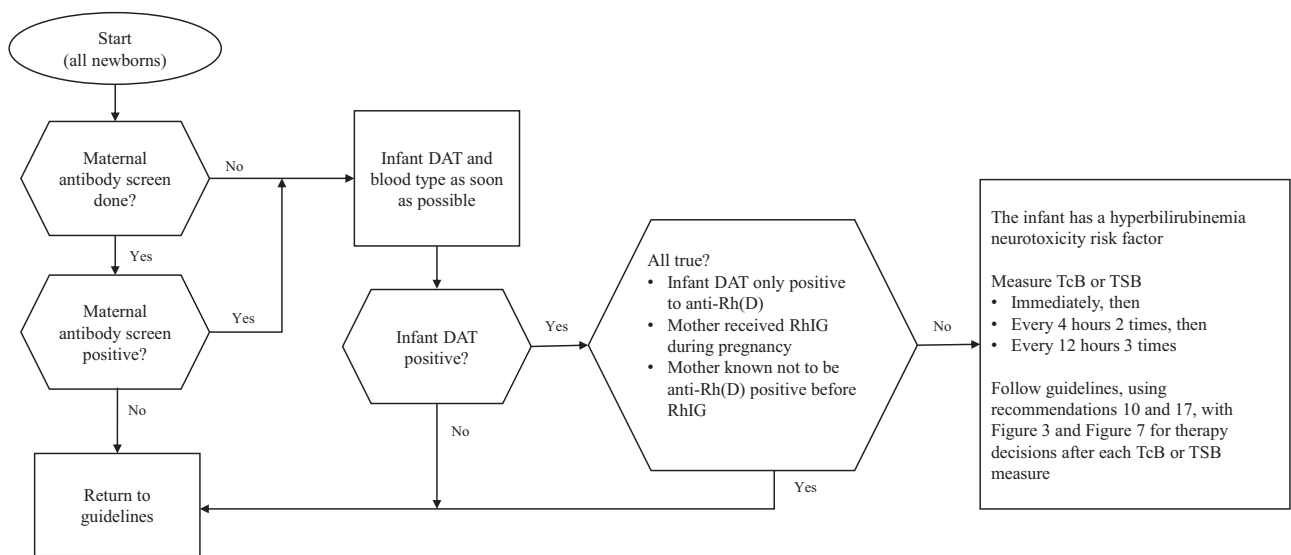 Start
(all newborns)
Maternal
antibody screen
done?
No
Yes
Maternal
antibody screen
positive?
Yes
No
Return to
guidelines
Infant DAT and
blood type as soon
as possible
Infant DAT
positive?
Yes
No
All true?
• Infant DAT only positive
to anti-Rh(D)
• Mother received RhIG
during pregnancy
• Mother known not to be
anti-Rh(D) positive before
RhIG
No
Yes
The infant has a hyperbilirubinemia
neurotoxicity risk factor
Measure TcB or TSB
• Immediately, then
• Every 4 hours 2 times, then
• Every 12 hours 3 times
Follow guidelines, using
recommendations 10 and 17, with
Figure 3 and Figure 7 for therapy
decisions after each TcB or TSB
measure